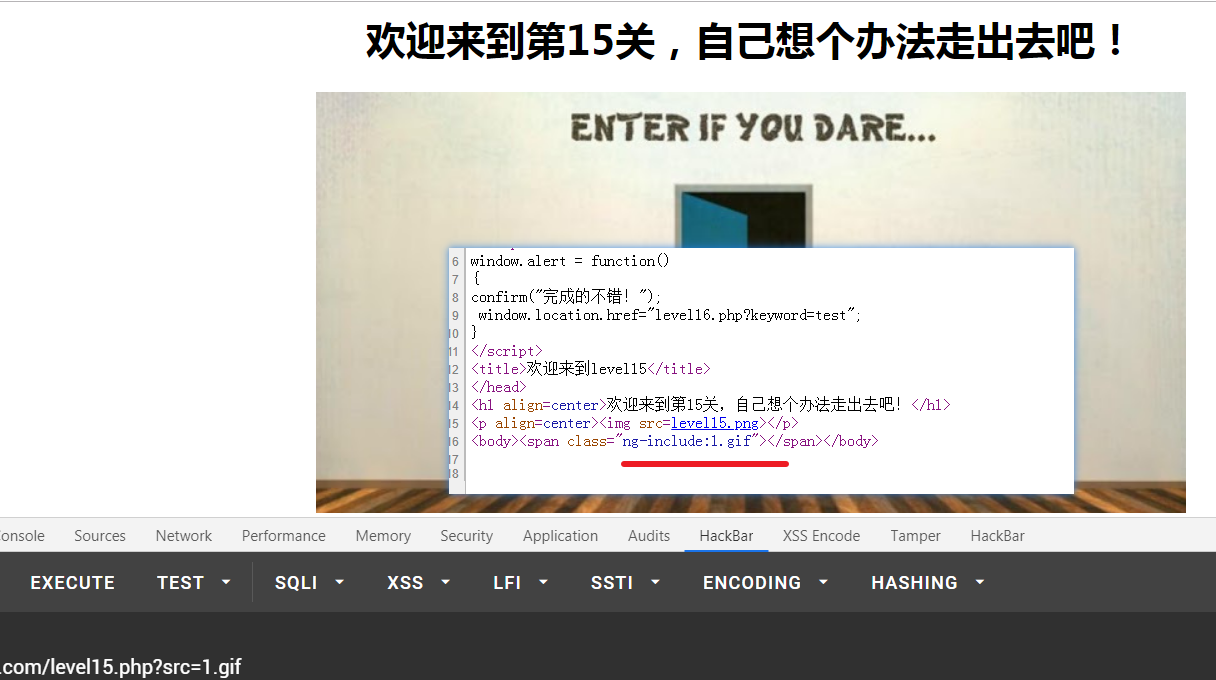 欢迎来到第15关，自己想个办法走出去吧！
ENTER IF YOU DARE...
6 window.alert = function()
7 {
8 confirm("完成的不错！");
9 window.location.href="level16.php?keyword=test";
10 }
11 </script>
12 <title>欢迎来到level15</title>
13 </head>
14 <h1 align=center>欢迎来到第15关，自己想个办法走出去吧！</h1>
15 <p align=center><img src=level15.png></p>
16 <body><span class="ng-include:1.gif"></span></body>
17
18
onsole Sources Network Performance Memory Security Application Audits HackBar XSS Encode Tamper HackBar
EXECUTE TEST SQLI XSS LFI SSTI ENCODING HASHING
.com/level15.php?src=1.gif